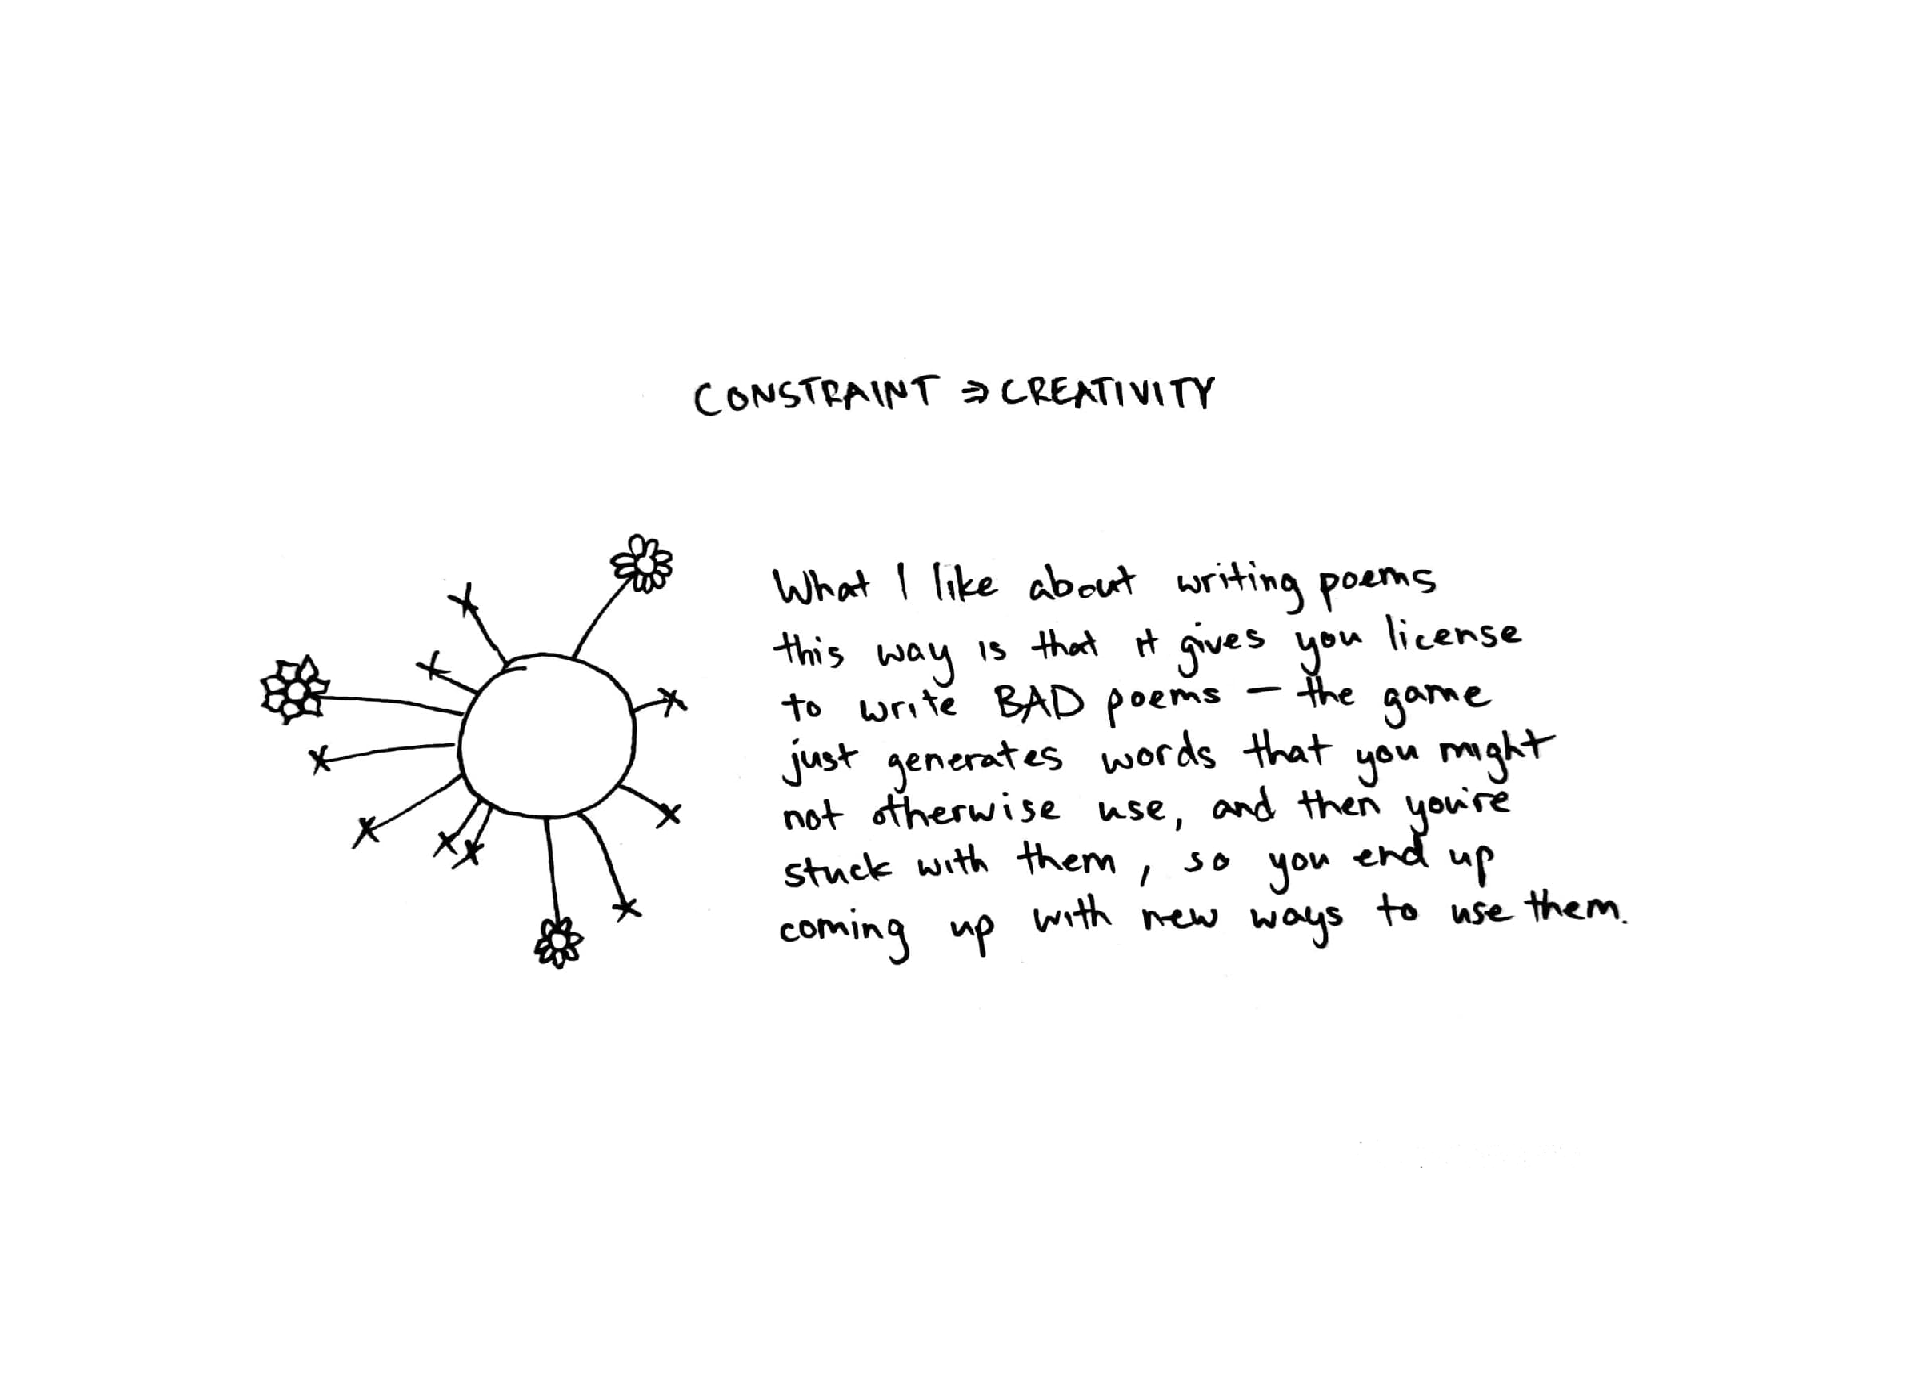 CONSTRAINT ⇒ CREATIVITY
What I like about writing poems
this way is that it gives you license
to write BAD poems — the game
just generates words that you might
not otherwise use, and then you're
stuck with them, so you end up
coming up with new ways to use them.